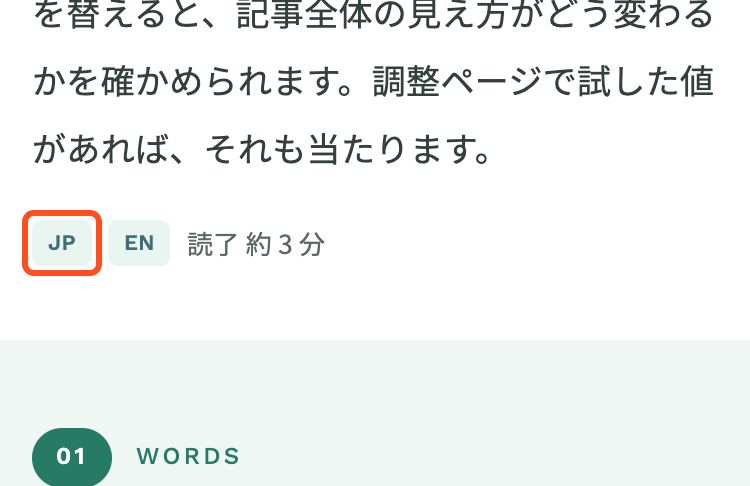 を替えると、記事全体の見え方がどう変わる
かを確かめられます。調整ページで試した値
があれば、それも当たります。
JP EN 読了 約 3 分
01 WORDS